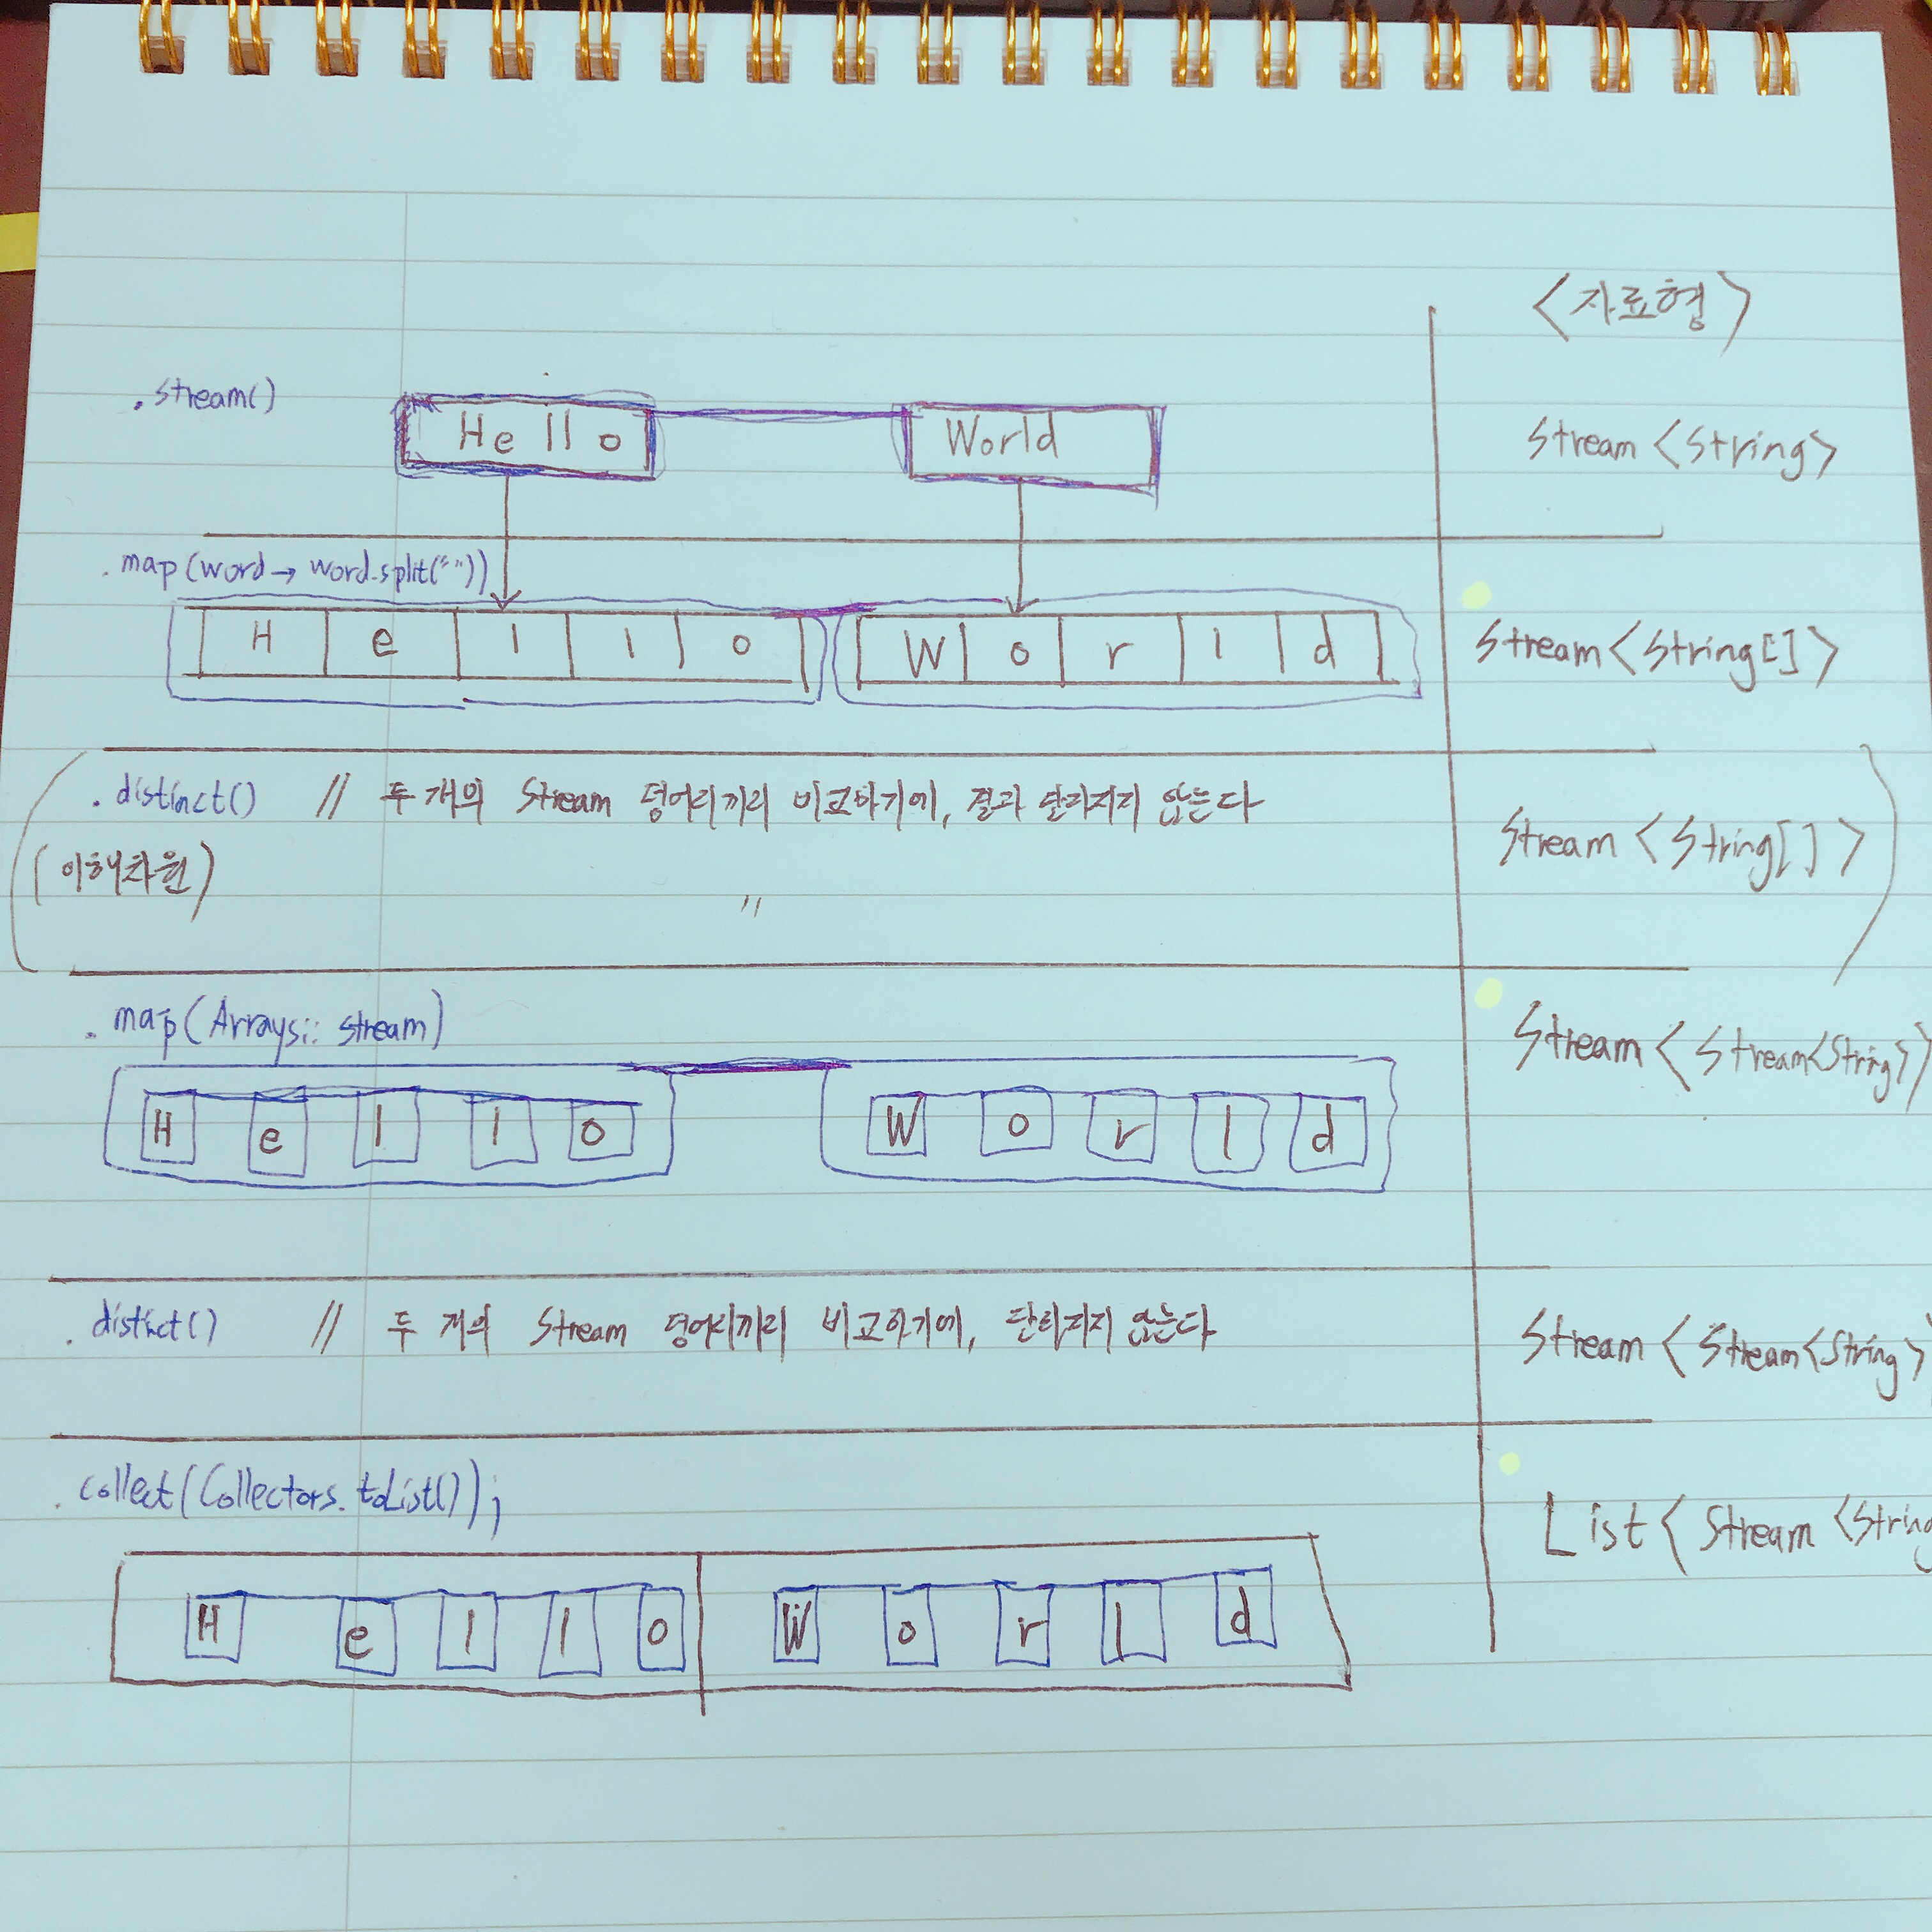 <자료형>
.stream()
Hello World
Stream<String>
.map(word→ word.split(""))
H e l l o W o r l d
Stream<String[]>
.distinct() // 두 개의 Stream 덩어리끼리 비교하기에, 결과 달라지지 않는다
Stream<String[]>
(이해차원)
"
.map(Arrays::stream)
Stream<Stream<String>>
H e l l o W o r l d
.distinct() // 두 개의 Stream 덩어리끼리 비교하기에, 달라지지 않는다
Stream<Stream<String>
.collect(Collectors.toList());
List<Stream<String
H e l l o W o r l d